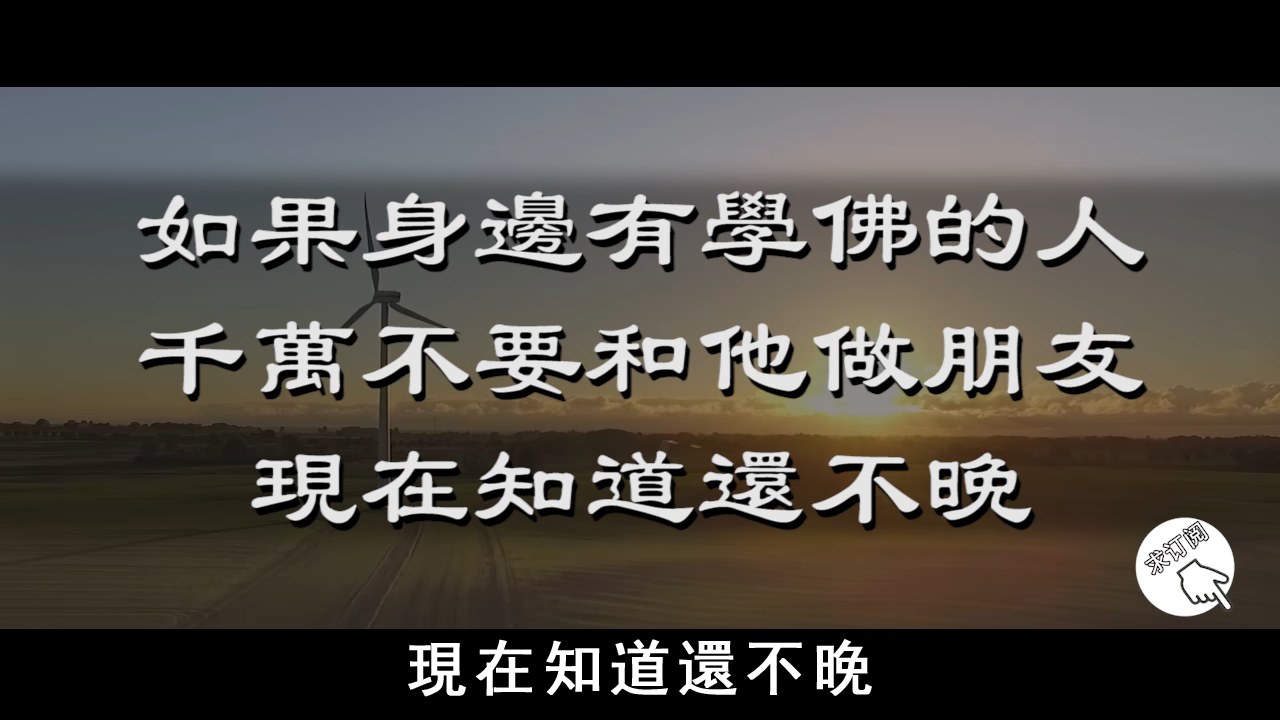 如果身邊有學佛的人
千萬不要和他做朋友
現在知道還不晚
求订阅
現在知道還不晚